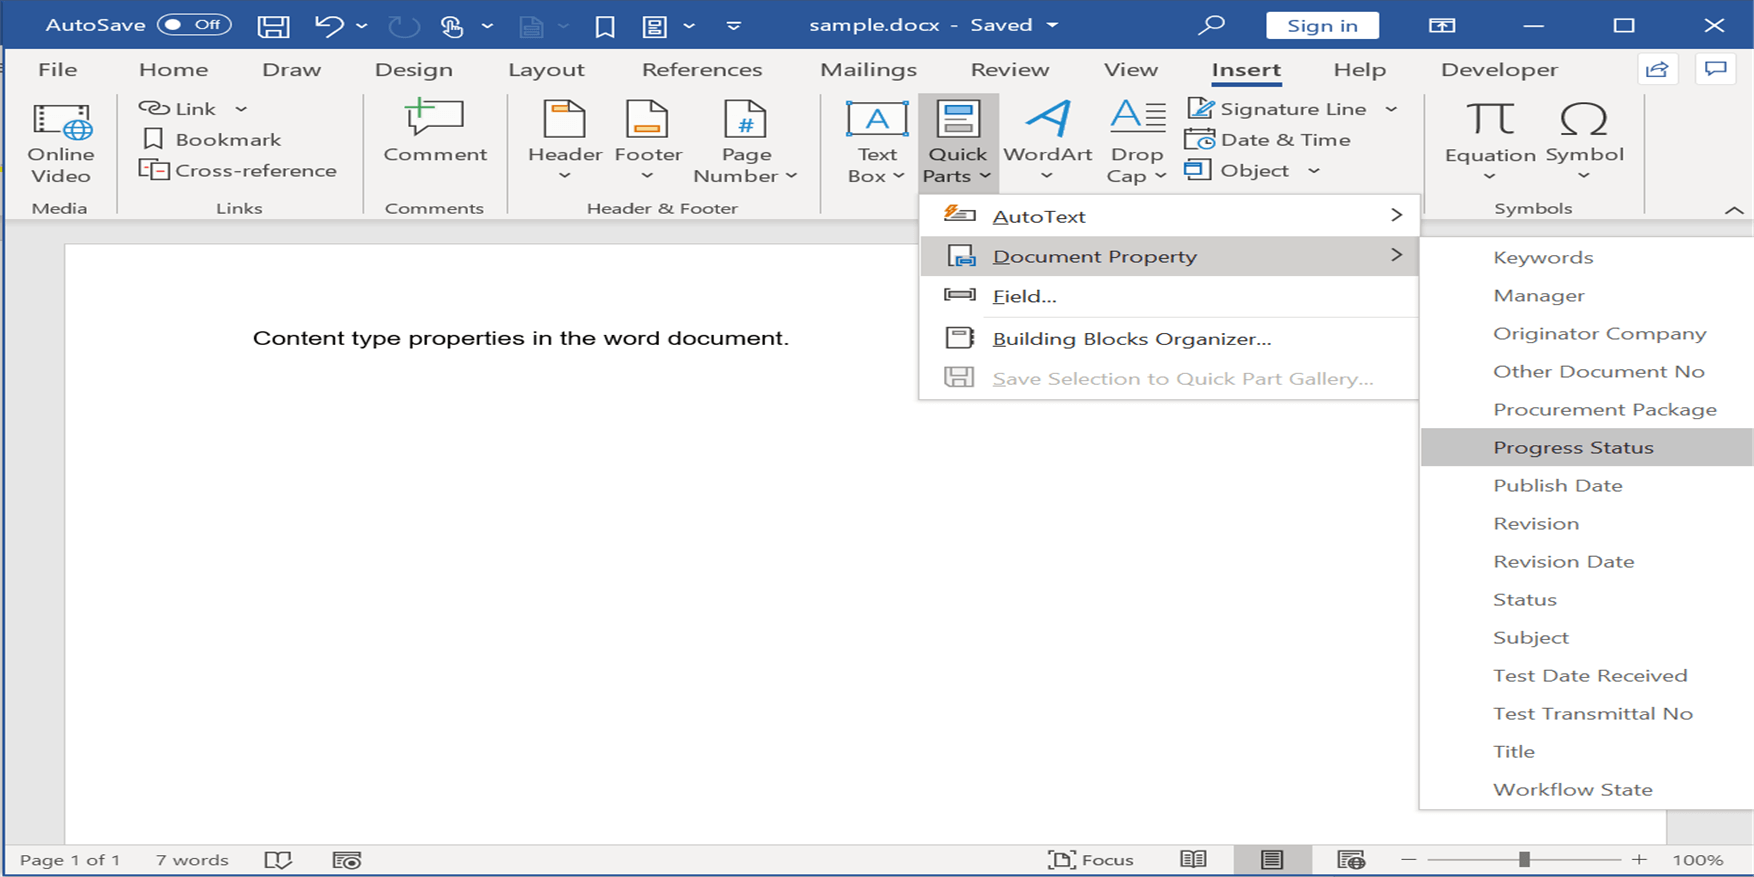 AutoSave Off sample.docx - Saved Sign in
File Home Draw Design Layout References Mailings Review View Insert Help Developer
Online Video
Media
Link
Bookmark
Cross-reference
Links
Comment
Comments
Header
Footer
Page Number
#
Header & Footer
A
Text Box
Quick Parts
A
WordArt
A
Drop Cap
Signature Line
Date & Time
Object
π
Equation
Ω
Symbol
Symbols
AutoText
Document Property
Field...
Building Blocks Organizer...
Save Selection to Quick Part Gallery...
Keywords
Manager
Originator Company
Other Document No
Procurement Package
Progress Status
Publish Date
Revision
Revision Date
Status
Subject
Test Date Received
Test Transmittal No
Title
Workflow State
Content type properties in the word document.
Page 1 of 1 7 words Focus 100%